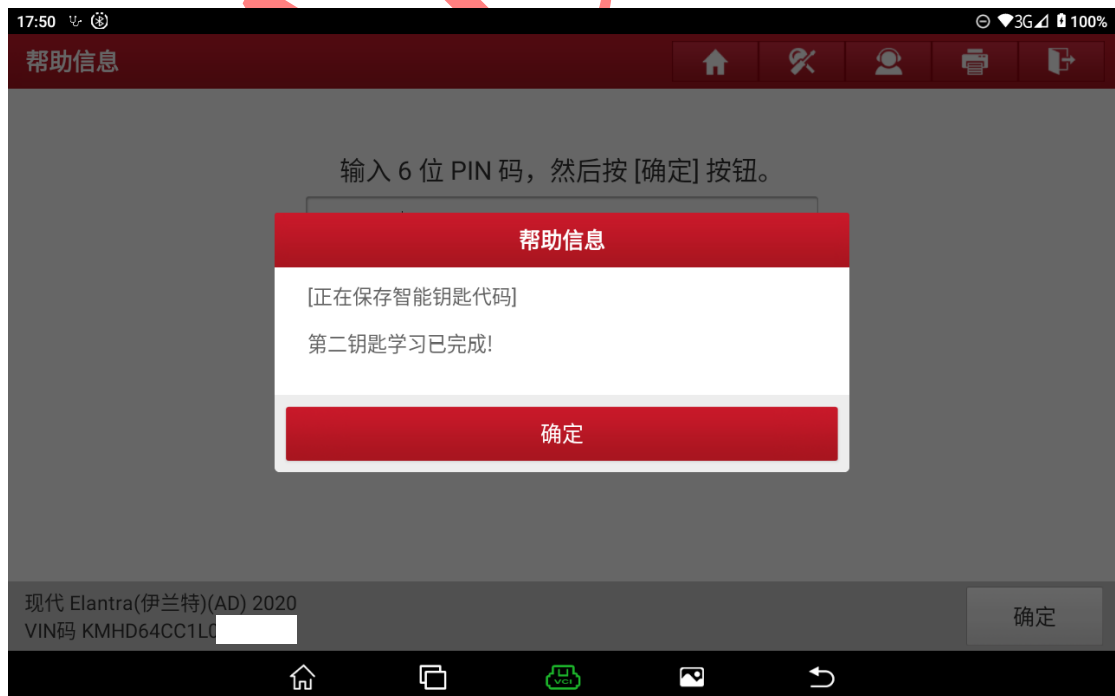 17:50
3G
100%
帮助信息
输入 6 位 PIN 码，然后按 [确定] 按钮。
帮助信息
[正在保存智能钥匙代码]
第二钥匙学习已完成!
确定
现代 Elantra(伊兰特)(AD) 2020
VIN码 KMHD64CC1L
确定
VCI